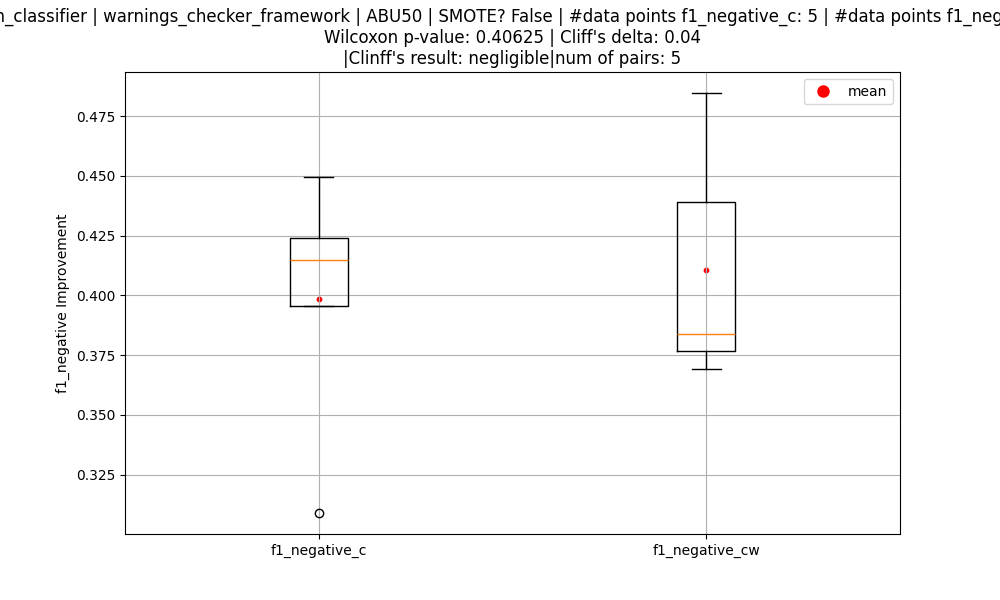 _classifier | warnings_checker_framework | ABU50 | SMOTE? False | #data points f1_negative_c: 5 | #data points
Wilcoxon p-value: 0.40625 | Cliff's delta: 0.04
|Clinff's result: negligible|num of pairs: 5
mean
0.475
0.450
0.425
0.400
0.375
0.350
0.325
f1_negative Improvement
f1_negative_c
f1_negative_cw